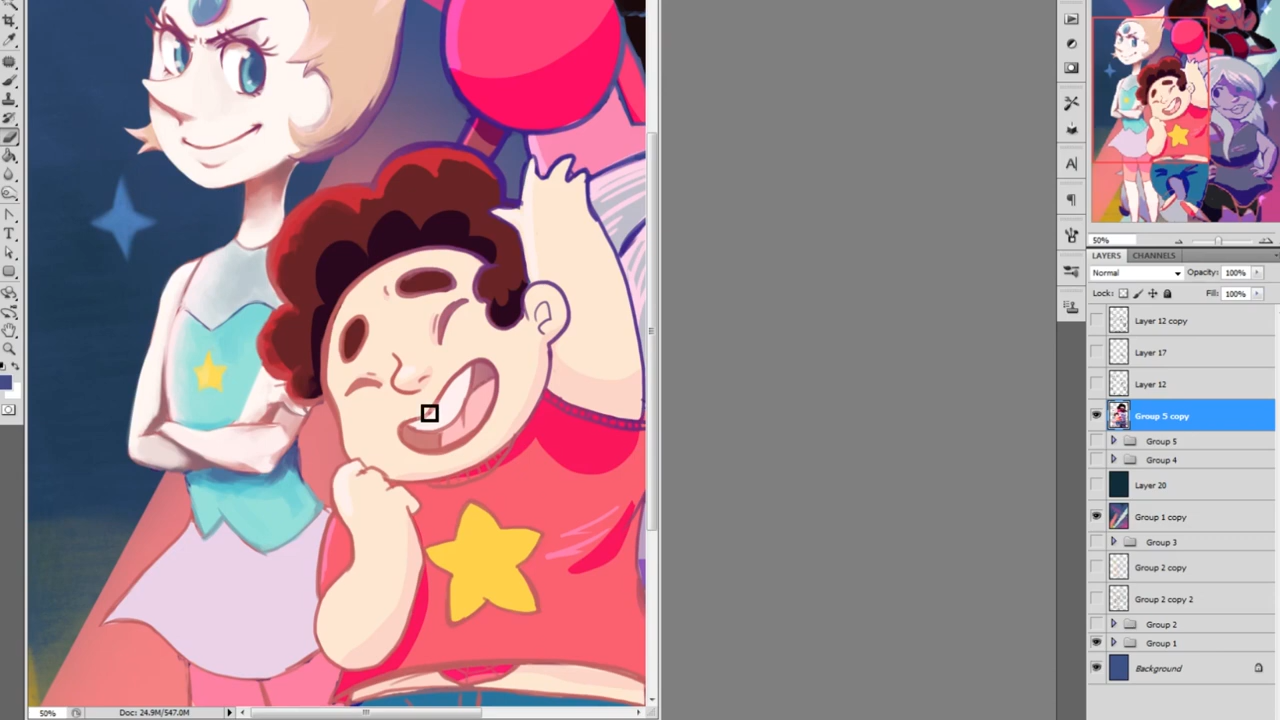 50%
LAYERS CHANNELS
Normal Opacity: 100%
Lock: Fill: 100%
Layer 12 copy
Layer 17
Layer 12
Group 5 copy
Group 5
Group 4
Layer 20
Group 1 copy
Group 3
Group 2 copy
Group 2 copy 2
Group 2
Group 1
Background
50% Doc: 24.9M/547.0M